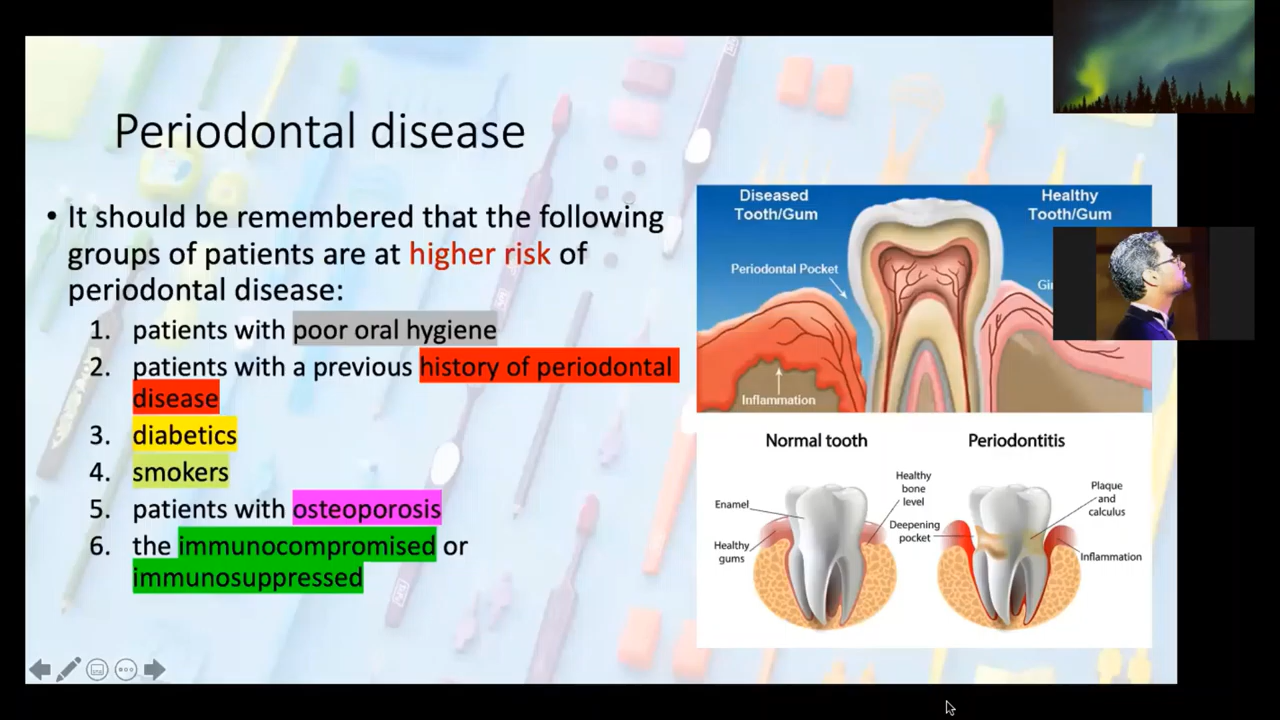 Periodontal disease
• It should be remembered that the following
groups of patients are at higher risk of
periodontal disease:
1. patients with poor oral hygiene
2. patients with a previous history of periodontal
disease
3. diabetics
4. smokers
5. patients with osteoporosis
6. the immunocompromised or
immunosuppressed
Diseased
Tooth/Gum
Healthy
Tooth/Gum
Periodontal Pocket
Inflammation
Normal tooth
Periodontitis
Enamel
Healthy
gums
Healthy
bone
level
Deepening
pocket
Plaque
and
calculus
Inflammation